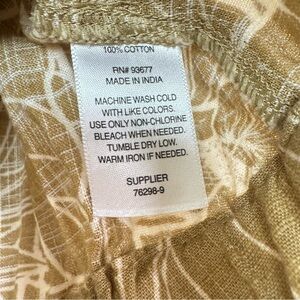 100% COTTON
RN# 93677
MADE IN INDIA
MACHINE WASH COLD
WITH LIKE COLORS.
USE ONLY NON-CHLORINE
BLEACH WHEN NEEDED.
TUMBLE DRY LOW.
WARM IRON IF NEEDED.
SUPPLIER
76298-9